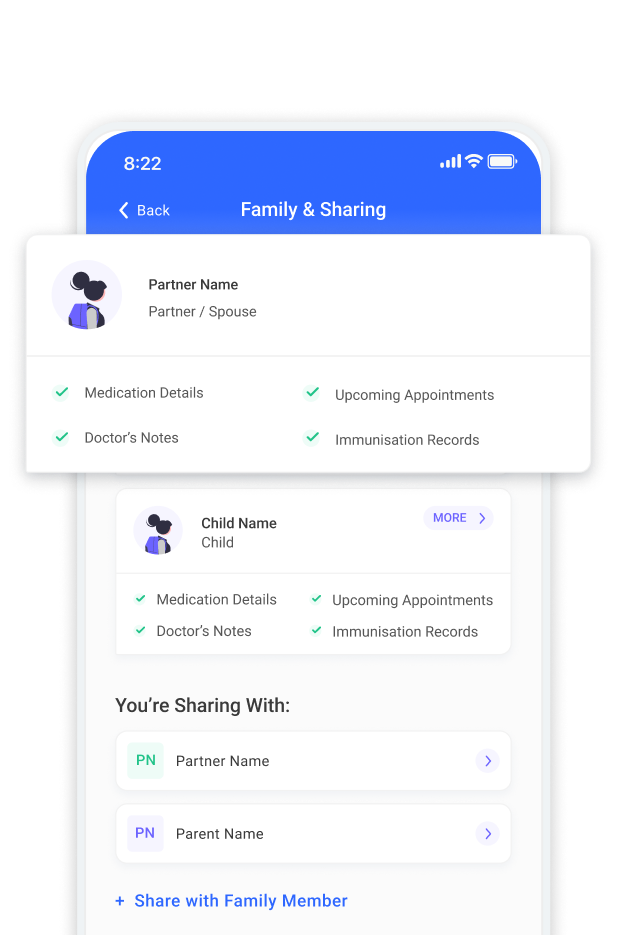 8:22
Back
Family & Sharing
Partner Name
Partner / Spouse
Medication Details
Upcoming Appointments
Doctor's Notes
Immunisation Records
Child Name
MORE
Child
Medication Details
Upcoming Appointments
Doctor's Notes
Immunisation Records
You're Sharing With:
PN Partner Name
PN Parent Name
+ Share with Family Member